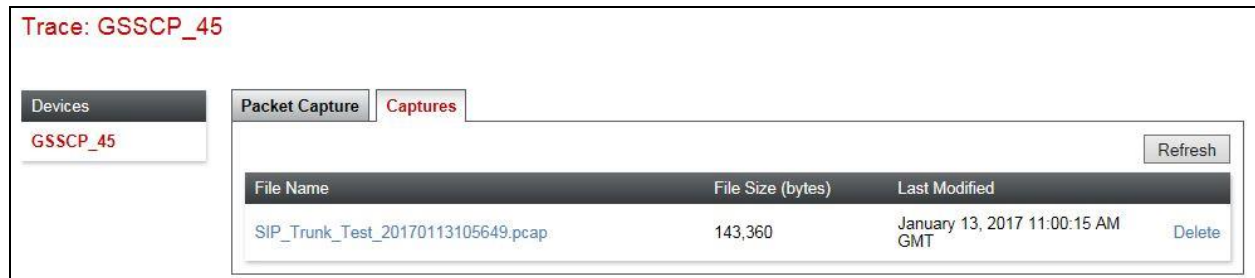 Trace: GSSCP_45
Devices
GSSCP_45
Packet Capture Captures
Refresh
File Name File Size (bytes) Last Modified
SIP_Trunk_Test_20170113105649.pcap 143,360 January 13, 2017 11:00:15 AM GMT Delete